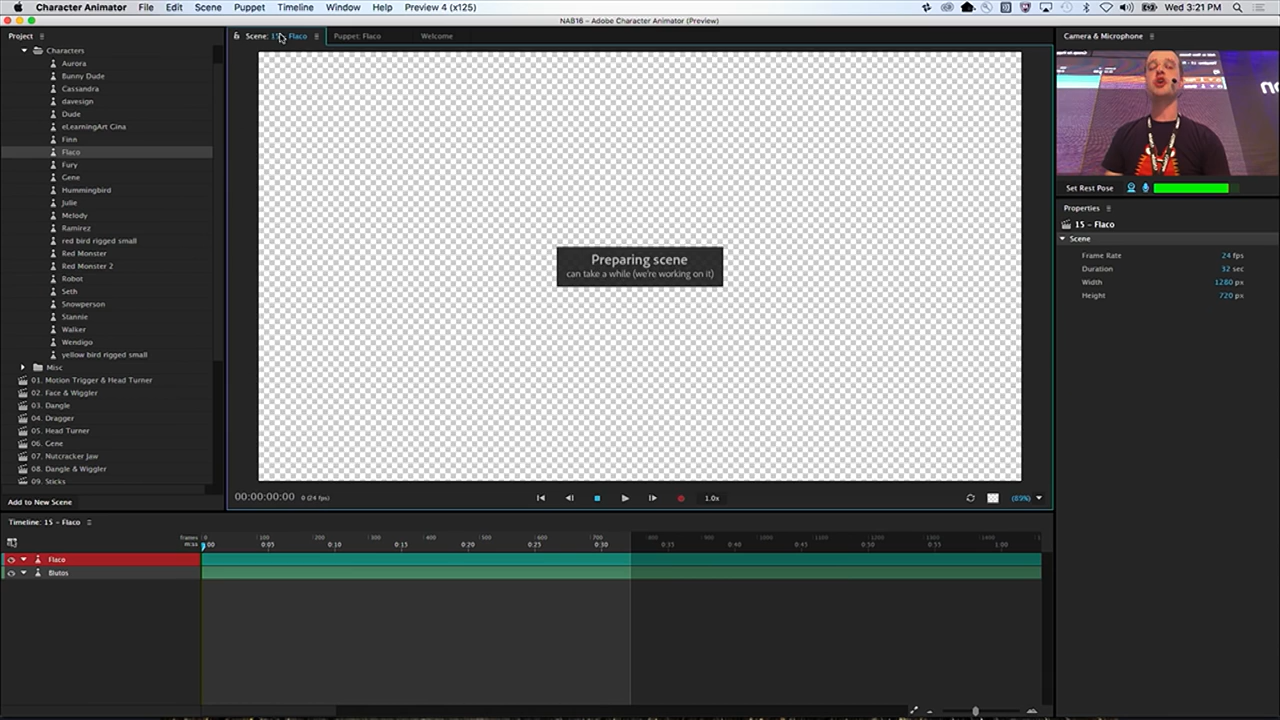 Character Animator File Edit Scene Puppet Timeline Window Help Preview 4 (x125) Wed 3:21 PM
NAB16 - Adobe Character Animator (Preview)
Project
Characters
Aurora
Bunny Dude
Cassandra
davesign
Dude
eLearningArt Gina
Finn
Flaco
Fury
Gene
Hummingbird
Julie
Melody
Ramirez
red bird rigged small
Red Monster
Red Monster 2
Robot
Seth
Snowperson
Stannie
Walker
Wendigo
yellow bird rigged small
Misc
01. Motion Trigger & Head Turner
02. Face & Wiggler
03. Dangle
04. Dragger
05. Head Turner
06. Gene
07. Nutcracker Jaw
08. Dangle & Wiggler
09. Sticks
Add to New Scene
Scene: 15 - Flaco Puppet: Flaco Welcome
Preparing scene
can take a while (we're working on it)
00:00:00:00 0 (24 fps) 1.0x (89%)
Camera & Microphone
Set Rest Pose
Properties
15 - Flaco
Scene
Frame Rate 24 fps
Duration 32 sec
Width 1280 px
Height 720 px
Timeline: 15 - Flaco
frames 0 100 200 300 400 500 600 700 800 900 1000 1100 1200 1300 1400
m:ss 0:00 0:05 0:10 0:15 0:20 0:25 0:30 0:35 0:40 0:45 0:50 0:55 1:00
Flaco
Blutos